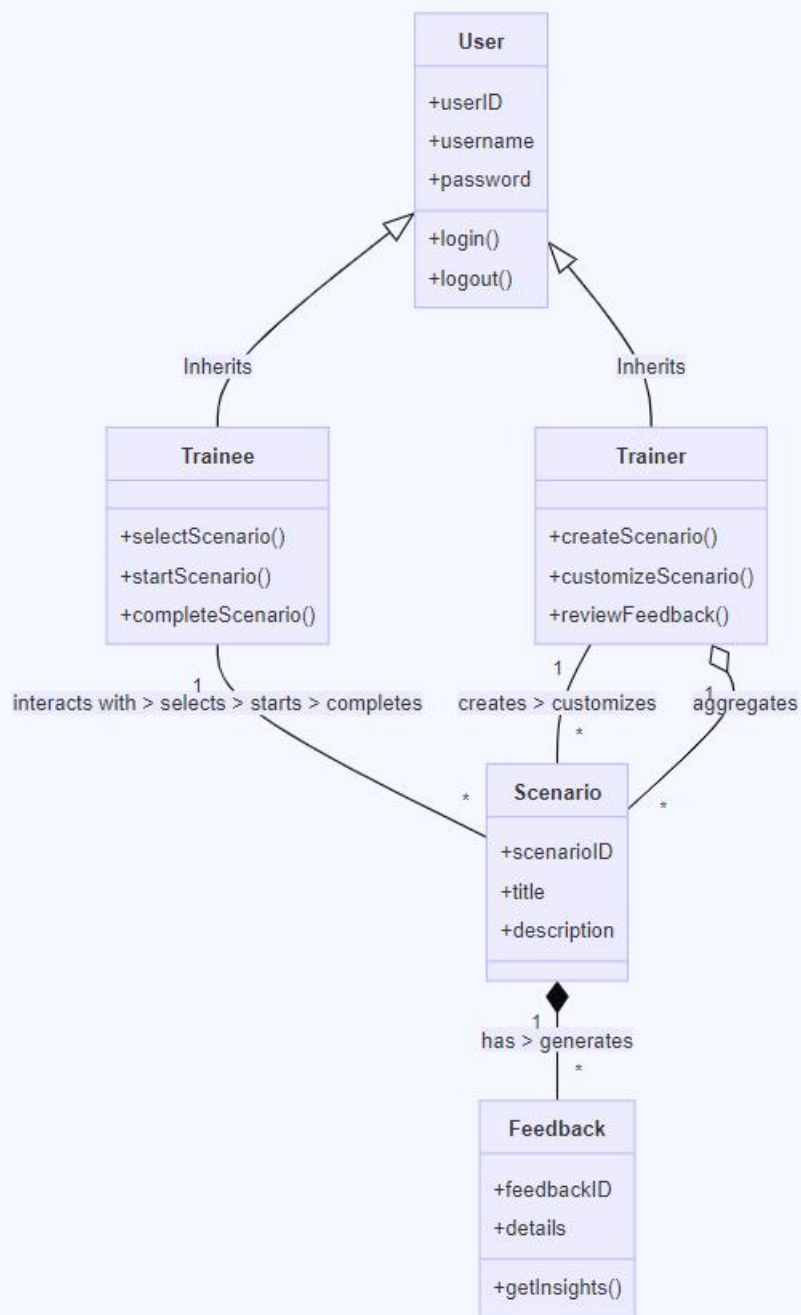 User
+userID
+username
+password
+login()
+logout()
Inherits
Inherits
Trainee
+selectScenario()
+startScenario()
+completeScenario()
Trainer
+createScenario()
+customizeScenario()
+reviewFeedback()
1
interacts with > selects > starts > completes
*
1
creates > customizes
*
1
aggregates
*
Scenario
+scenarioID
+title
+description
1
has > generates
*
Feedback
+feedbackID
+details
+getInsights()